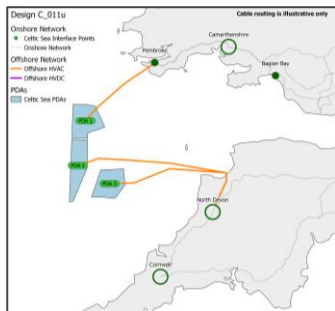 Design C_011u
Cable routing is illustrative only
Onshore Network
Celtic Sea Interface Points
Onshore Network
Offshore Network
Offshore HVAC
Offshore HVDC
PDAs
Celtic Sea PDAs
Carmarthenshire
Pembroke
Baglan Bay
PDA 1
PDA 2
PDA 3
North Devon
Cornwall